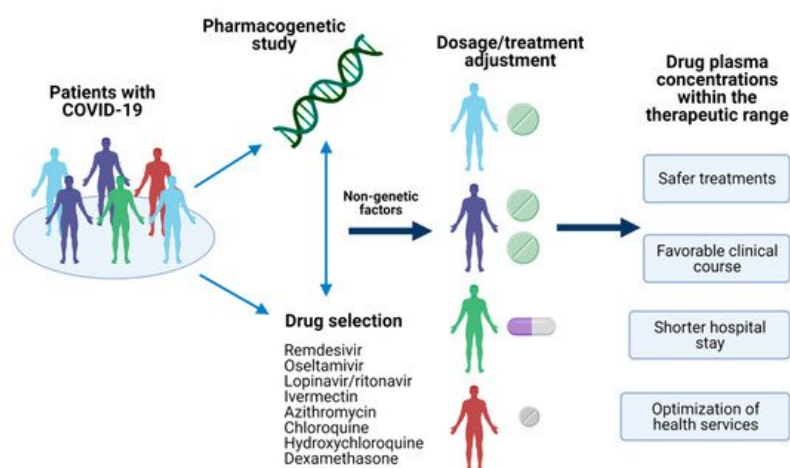 Patients with
COVID-19
Pharmacogenetic
study
Drug selection
Remdesivir
Oseltamivir
Lopinavir/ritonavir
Ivermectin
Azithromycin
Chloroquine
Hydroxychloroquine
Dexamethasone
Non-genetic
factors
Dosage/treatment
adjustment
Drug plasma
concentrations
within the
therapeutic range
Safer treatments
Favorable clinical
course
Shorter hospital
stay
Optimization of
health services